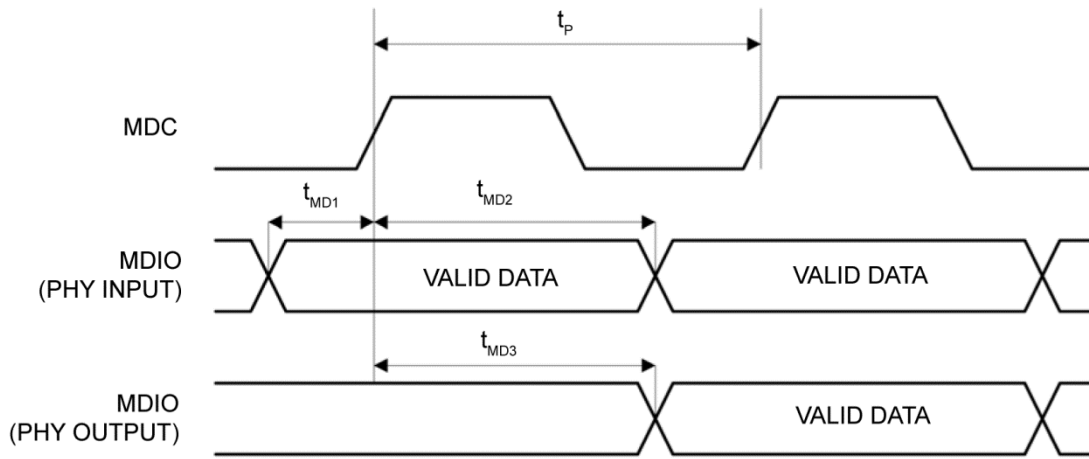 tP
MDC
tMD1
tMD2
MDIO
(PHY INPUT)
VALID DATA
VALID DATA
tMD3
MDIO
(PHY OUTPUT)
VALID DATA